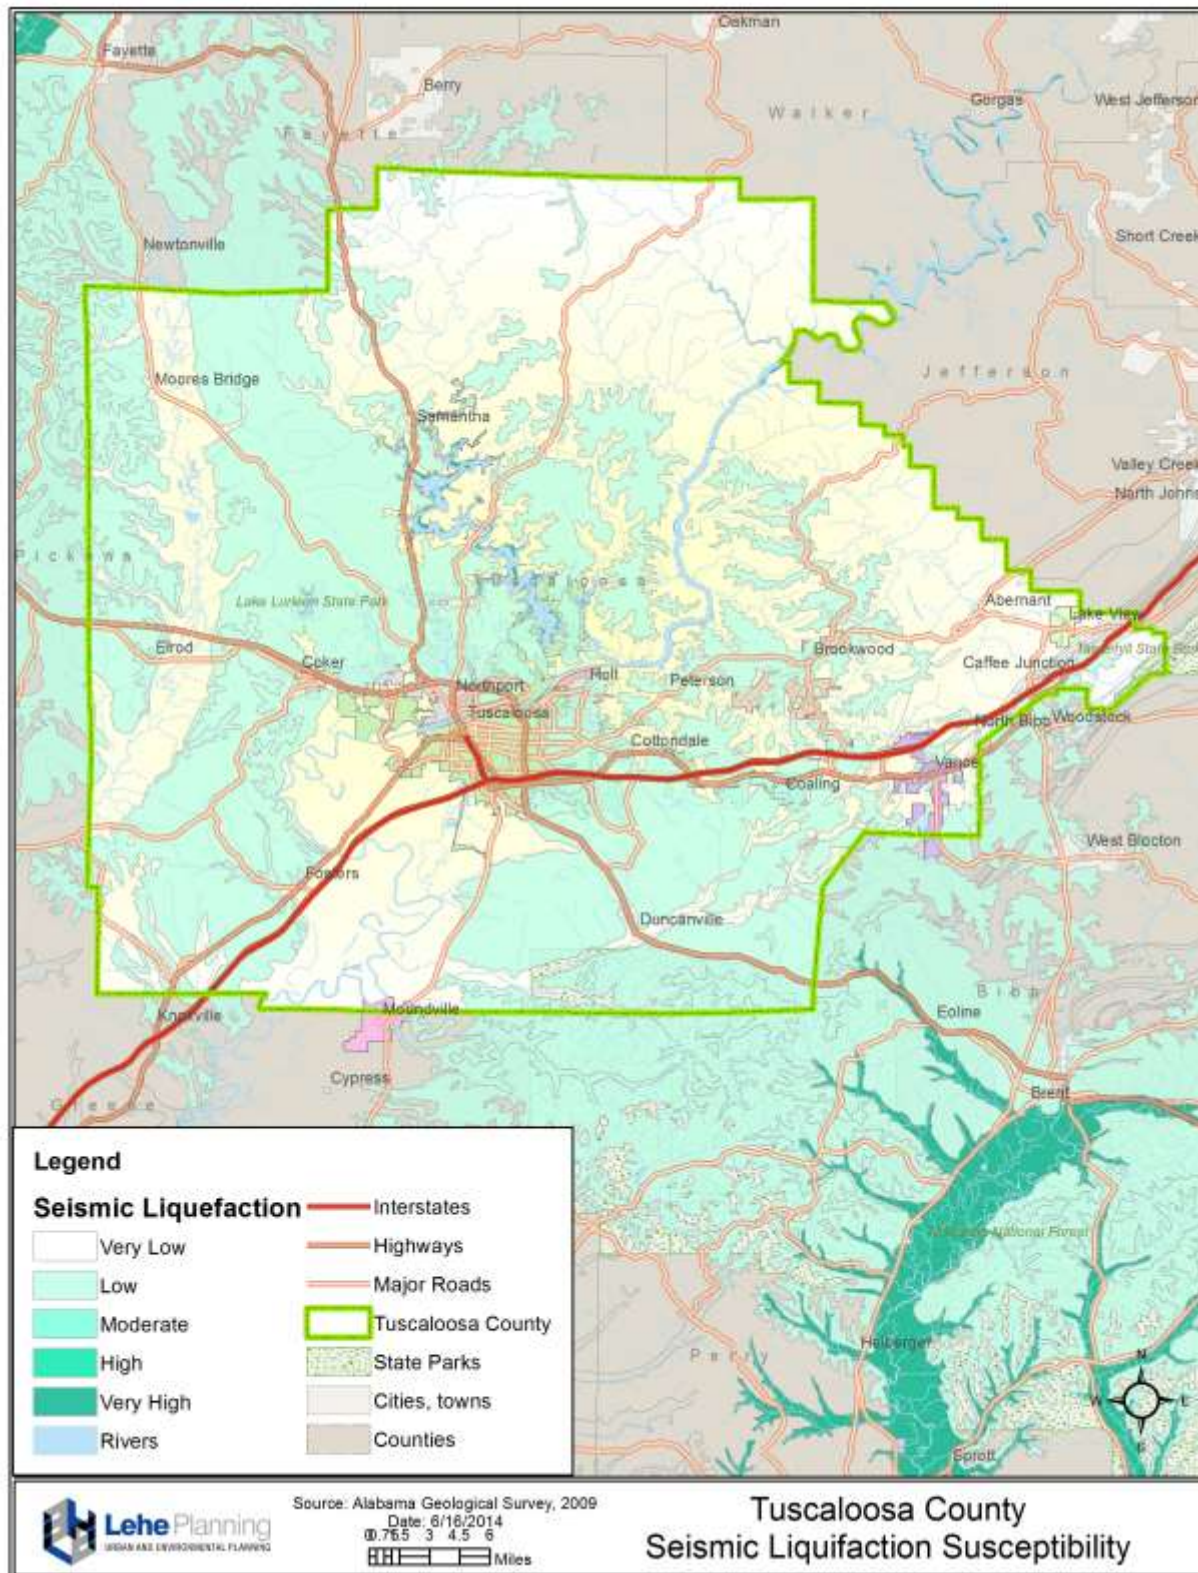 Oakman
Fayette
Berry
Gorgas
West Jefferson
Walker
Fayette
Short Creek
Newtonville
Moores Bridge
Jefferson
Samantha
Valley Creek
North Johns
Pickens
Tuscaloosa
Lake Lurleen State Park
Abernant
Lake View
Elrod
Coker
Brookwood
Holt
Caffee Junction
Peterson
Northport
Tuscaloosa
North Bibb
Woodstock
Cottondale
Vance
Coaling
West Blocton
Fosters
Duncanville
Bibb
Moundville
Knoxville
Eoline
Cypress
Brent
Greene
National Forest
Heiberger
Perry
Sprott
N
W
E
S
Legend
Seismic Liquefaction
Very Low
Low
Moderate
High
Very High
Rivers
Interstates
Highways
Major Roads
Tuscaloosa County
State Parks
Cities, towns
Counties
Lehe Planning
URBAN AND ENVIRONMENTAL PLANNING
Source: Alabama Geological Survey, 2009
Date: 6/16/2014
3 4.5 6
Miles
Tuscaloosa County
Seismic Liquifaction Susceptibility